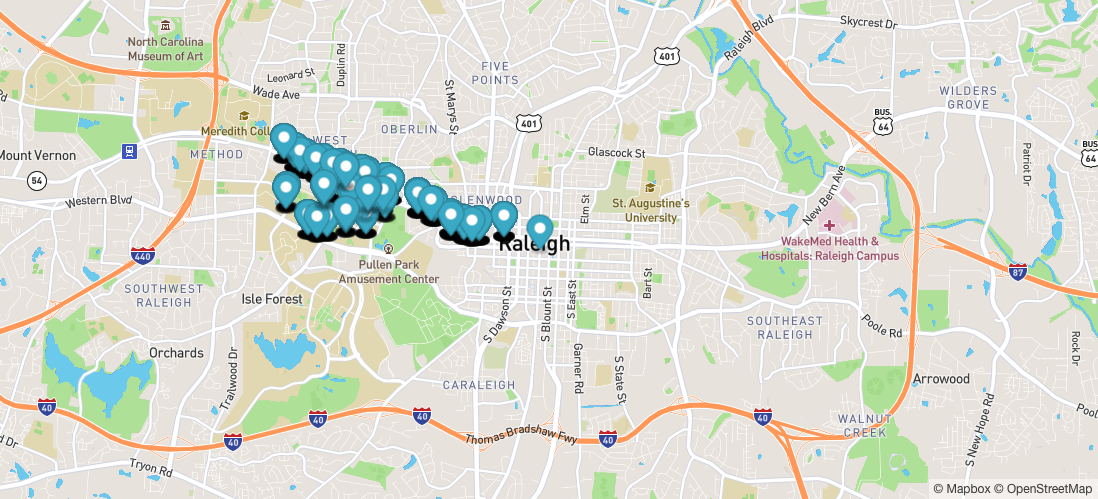 Skycrest Dr
Raleigh Blvd
North Carolina
Museum of Art
Duplin Rd
401
FIVE
POINTS
Leonard St
Wade Ave
St Marys St
WILDERS
GROVE
BUS.
64
401
Meredith Coll
WEST
OBERLIN
BUS.
64
Mount Vernon
METHOD
Glascock St
Patriot Dr
54
Western Blvd
St. Augustine's
University
Elm St
New Bern Ave
Raleigh
WakeMed Health &
Hospitals: Raleigh Campus
440
Pullen Park
Amusement Center
87
SOUTHWEST
RALEIGH
Isle Forest
Bart St
S Dawson St
S Blount St
S East St
SOUTHEAST
RALEIGH
Poole Rd
Rock Dr
Orchards
Trailwood Dr
Garner Rd
S State St
CARALEIGH
Arrowood
40
40
40
40
Thomas Bradshaw Fwy
40
40
WALNUT
CREEK
S New Hope Rd
Tryon Rd
© Mapbox © OpenStreetMap